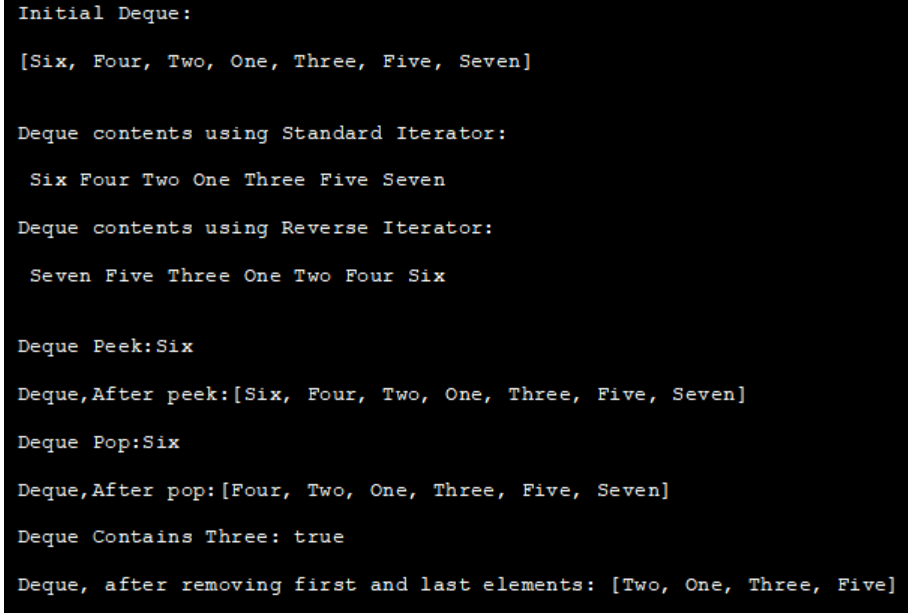 Initial Deque:
[Six, Four, Two, One, Three, Five, Seven]
Deque contents using Standard Iterator:
Six Four Two One Three Five Seven
Deque contents using Reverse Iterator:
Seven Five Three One Two Four Six
Deque Peek:Six
Deque,After peek:[Six, Four, Two, One, Three, Five, Seven]
Deque Pop:Six
Deque,After pop:[Four, Two, One, Three, Five, Seven]
Deque Contains Three: true
Deque, after removing first and last elements: [Two, One, Three, Five]